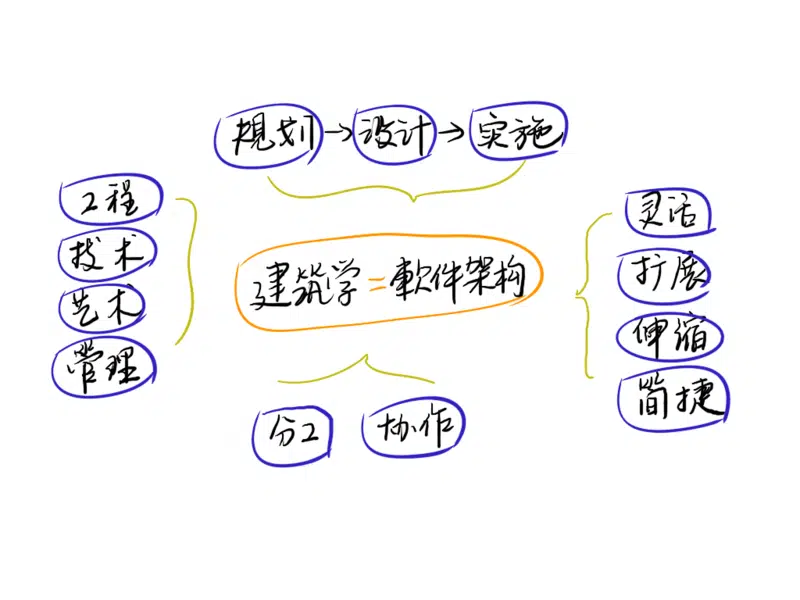 规划→设计→实施
工程
技术
艺术
管理
建筑学=軟件架构
灵活
扩展
伸缩
简捷
分工
协作